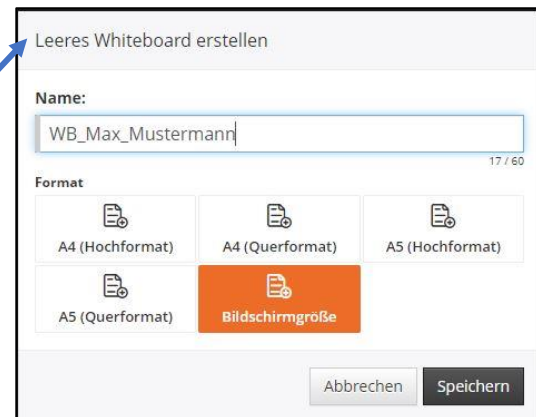 Leeres Whiteboard erstellen
Name:
WB_Max_Mustermann
17 / 60
Format
A4 (Hochformat) A4 (Querformat) A5 (Hochformat)
A5 (Querformat) Bildschirmgröße
Abbrechen Speichern